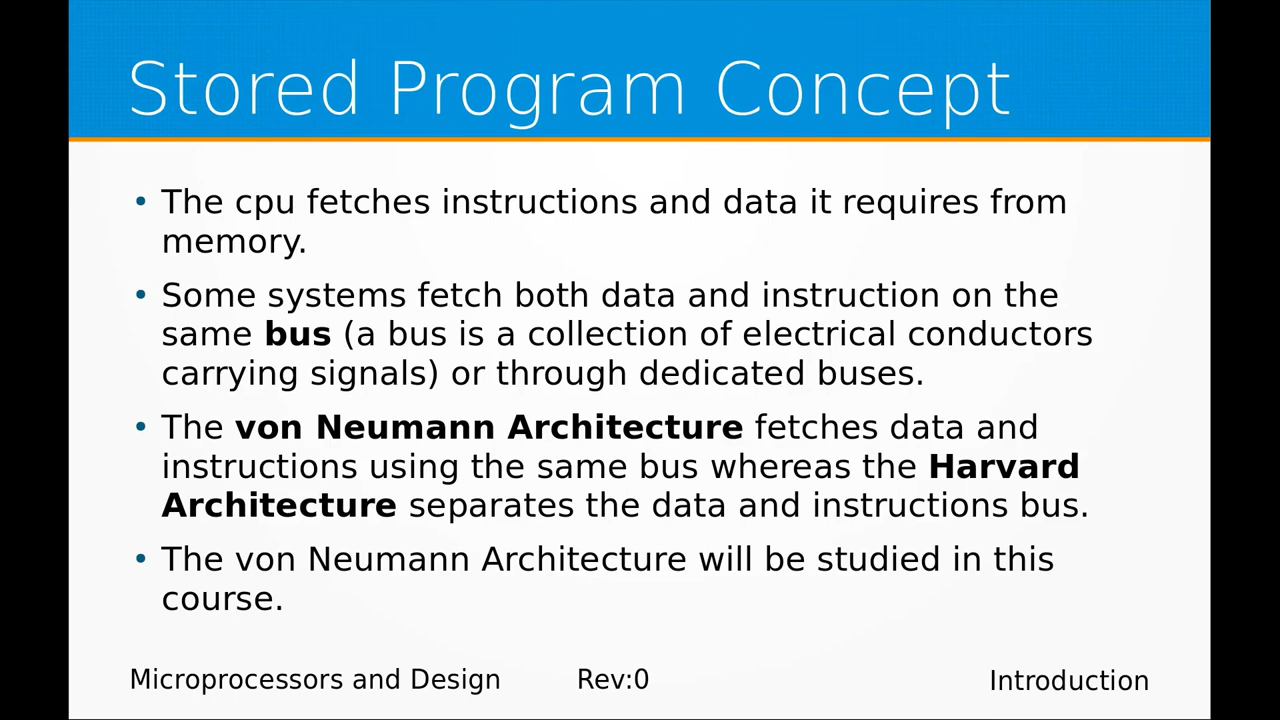 Stored Program Concept
• The cpu fetches instructions and data it requires from
memory.
• Some systems fetch both data and instruction on the
same bus (a bus is a collection of electrical conductors
carrying signals) or through dedicated buses.
• The von Neumann Architecture fetches data and
instructions using the same bus whereas the Harvard
Architecture separates the data and instructions bus.
• The von Neumann Architecture will be studied in this
course.
Microprocessors and Design Rev:0 Introduction